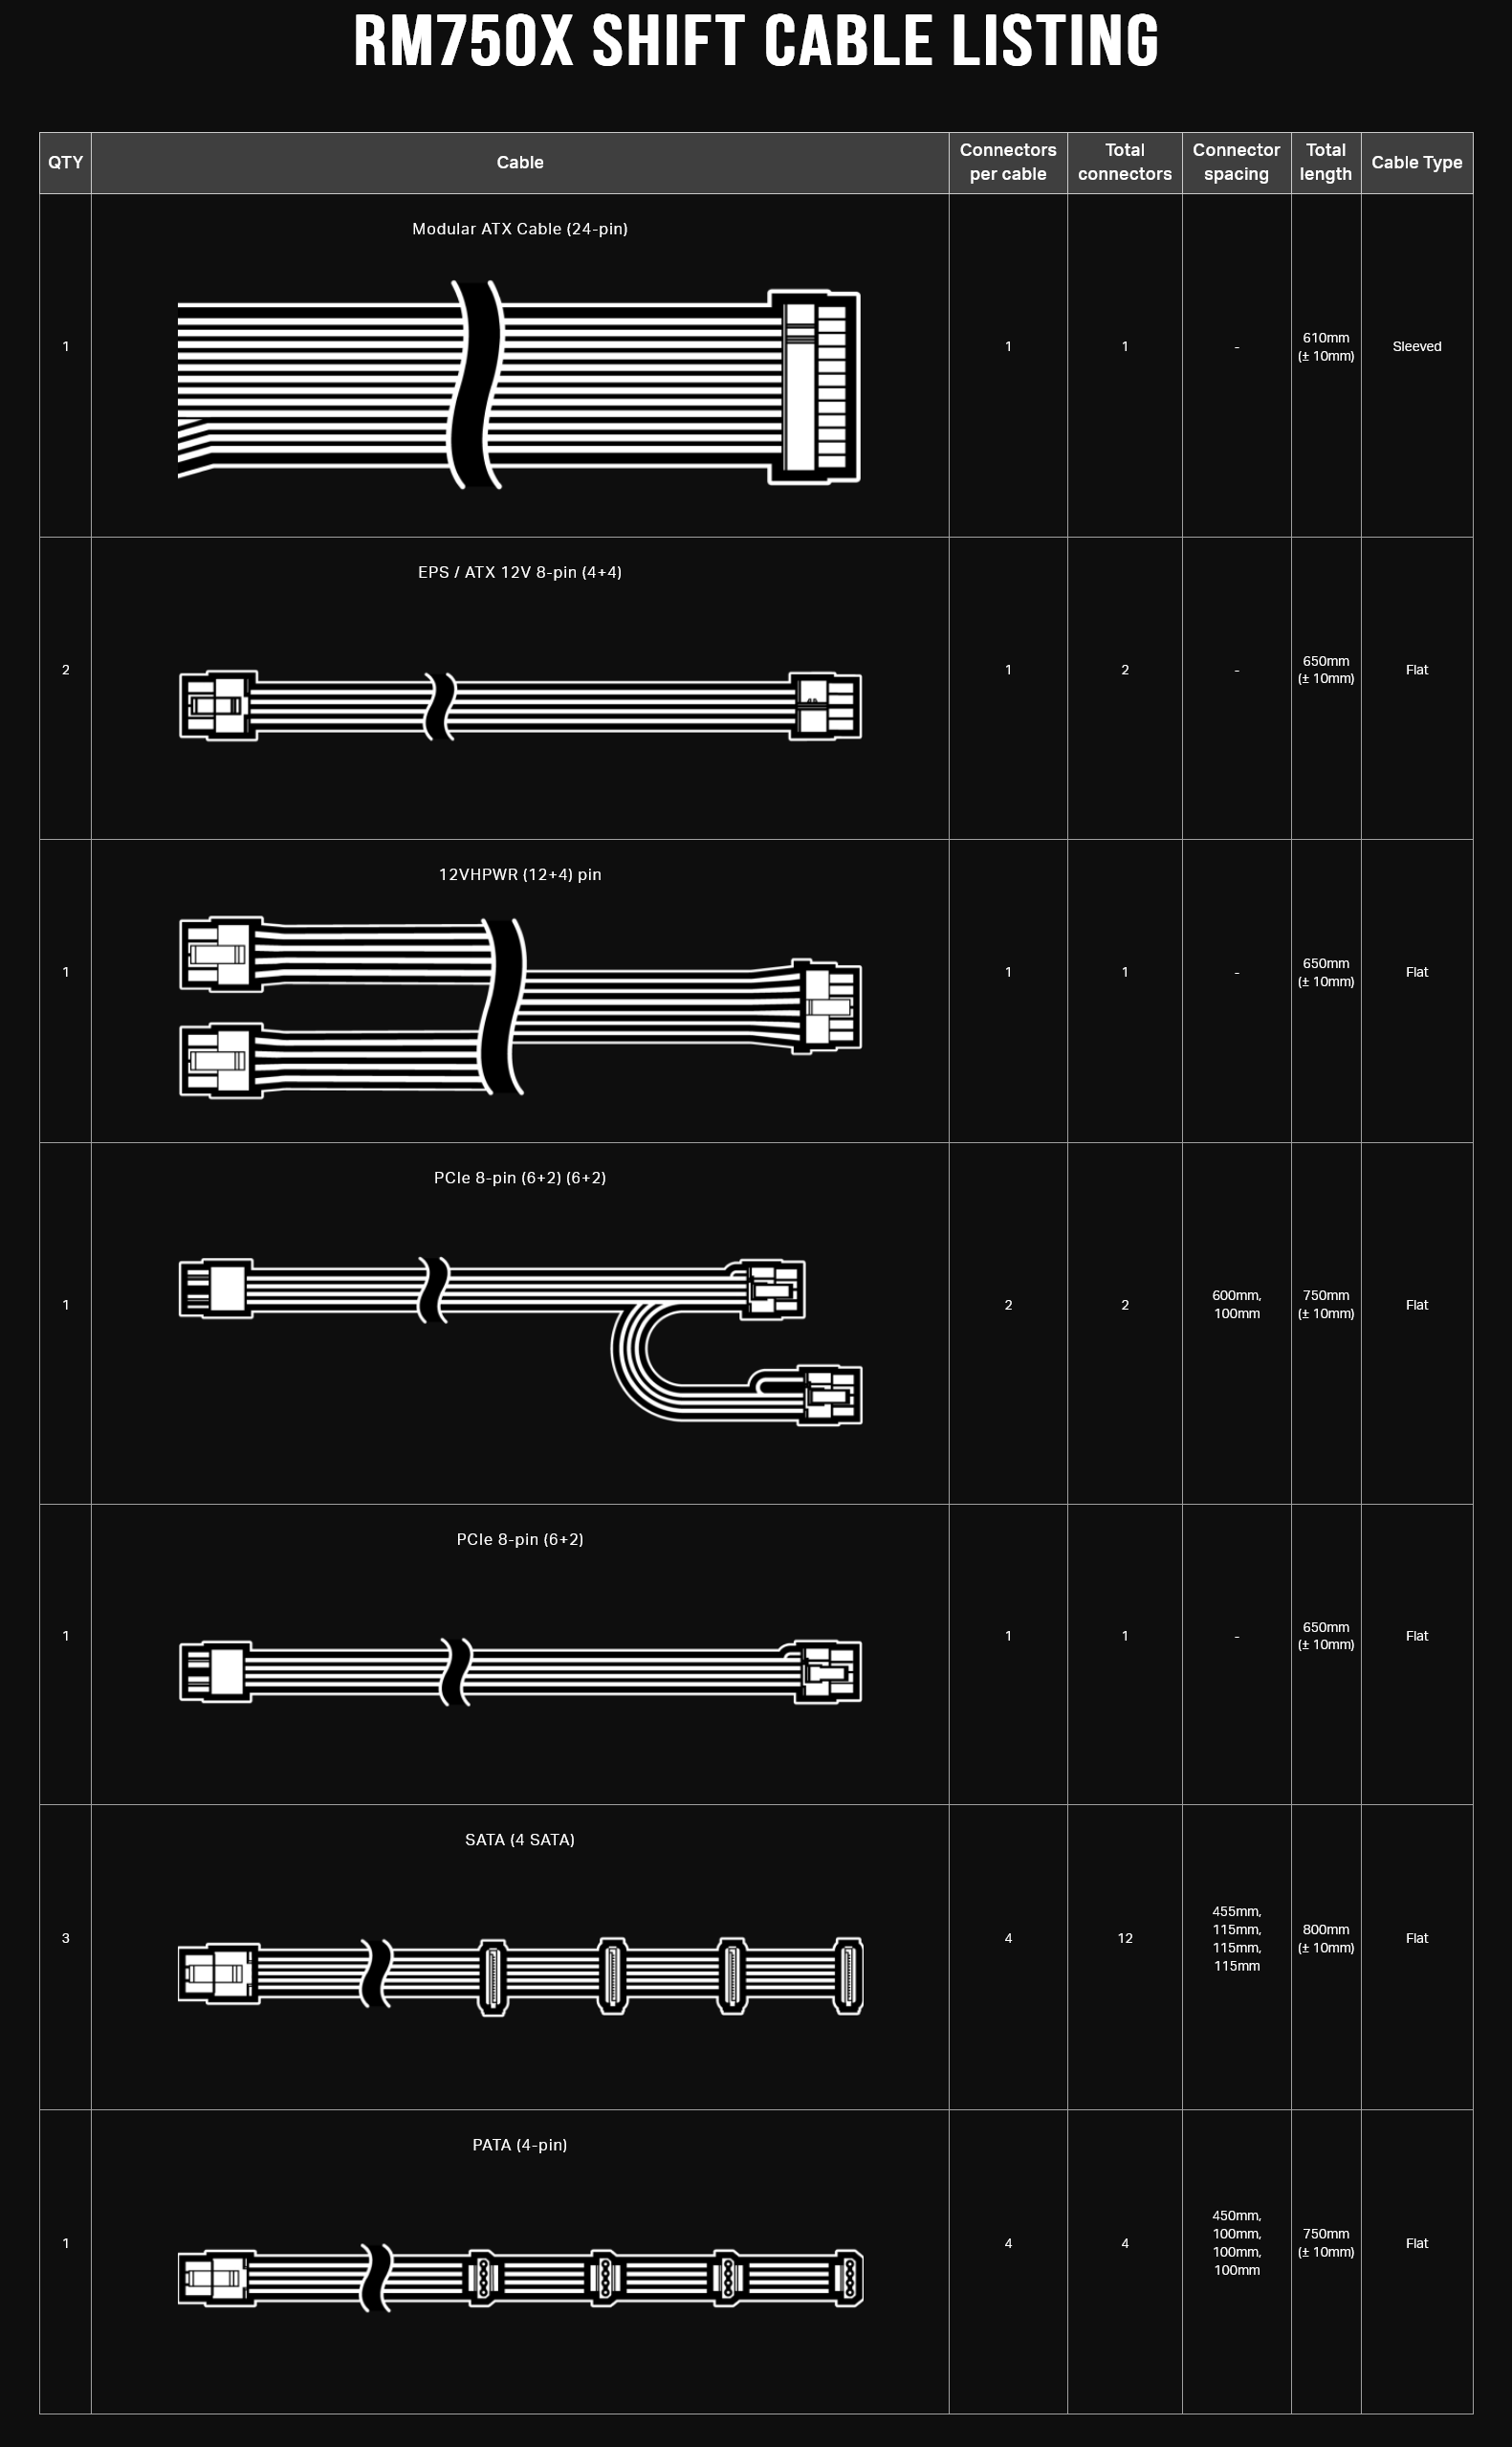 RM750X SHIFT CABLE LISTING
QTY
Cable
Connectors
per cable
Total
connectors
Connector
spacing
Total
length
Cable Type
1
Modular ATX Cable (24-pin)
1
1
-
610mm
(± 10mm)
Sleeved
2
EPS / ATX 12V 8-pin (4+4)
1
2
-
650mm
(± 10mm)
Flat
1
12VHPWR (12+4) pin
1
1
-
650mm
(± 10mm)
Flat
1
PCIe 8-pin (6+2) (6+2)
2
2
600mm,
100mm
750mm
(± 10mm)
Flat
1
PCIe 8-pin (6+2)
1
1
-
650mm
(± 10mm)
Flat
3
SATA (4 SATA)
4
12
455mm,
115mm,
115mm,
115mm
800mm
(± 10mm)
Flat
1
PATA (4-pin)
4
4
450mm,
100mm,
100mm,
100mm
750mm
(± 10mm)
Flat